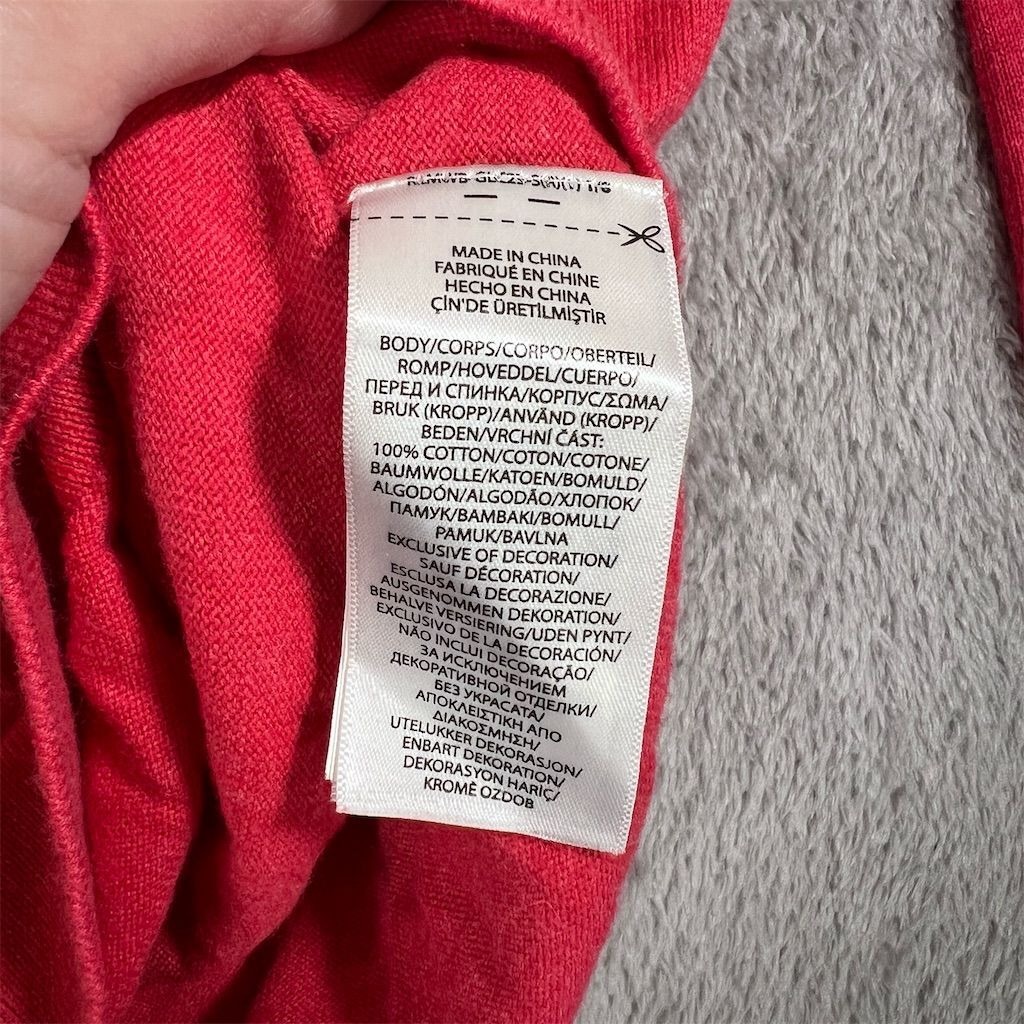 MADE IN CHINA
FABRIQUÉ EN CHINE
HECHO EN CHINA
ÇİN'DE ÜRETİLMİŞTİR
BODY/CORPS/CORPO/OBERTEIL/
ROMP/HOVEDDEL/CUERPO/
ПЕРЕД И СПИНКА/КОРПУС/ΣΩΜΑ/
BRUK (KROPP)/ANVÄND (KROPP)/
BEDEN/VRCHNÍ ČÁST:
100% COTTON/COTON/COTONE/
BAUMWOLLE/KATOEN/BOMULD/
ALGODÓN/ALGODÃO/ХЛОПОК/
ПАМУК/ΒΑΜΒΑΚΙ/BOMULL/
PAMUK/BAVLNA
EXCLUSIVE OF DECORATION/
SAUF DÉCORATION/
ESCLUSA LA DECORAZIONE/
AUSGENOMMEN DEKORATION/
BEHALVE VERSIERING/UDEN PYNT/
EXCLUSIVO DE LA DECORACIÓN/
NÃO INCLUI DECORAÇÃO/
ЗА ИСКЛЮЧЕНИЕМ
ДЕКОРАТИВНОЙ ОТДЕЛКИ/
БЕЗ УКРАСАТА/
ΑΠΟΚΛΕΙΣΤΙΚΗ ΑΠΟ
ΔΙΑΚΟΣΜΗΣΗ/
UTELUKKER DEKORASJON/
ENBART DEKORATION/
DEKORASYON HARİÇ/
KROMĚ OZDOB